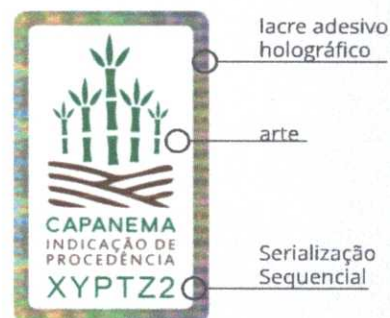 lacre adesivo
holográfico
arte
CAPANEMA
INDICAÇÃO DE
PROCEDÊNCIA
XYPTZ2
Serialização
Sequencial